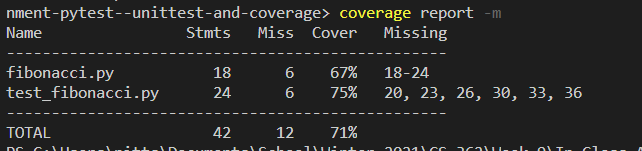 nment-pytest--unittest-and-coverage> coverage report -m
Name Stmts Miss Cover Missing
-----------------------------------------------
fibonacci.py 18 6 67% 18-24
test_fibonacci.py 24 6 75% 20, 23, 26, 30, 33, 36
-----------------------------------------------
TOTAL 42 12 71%